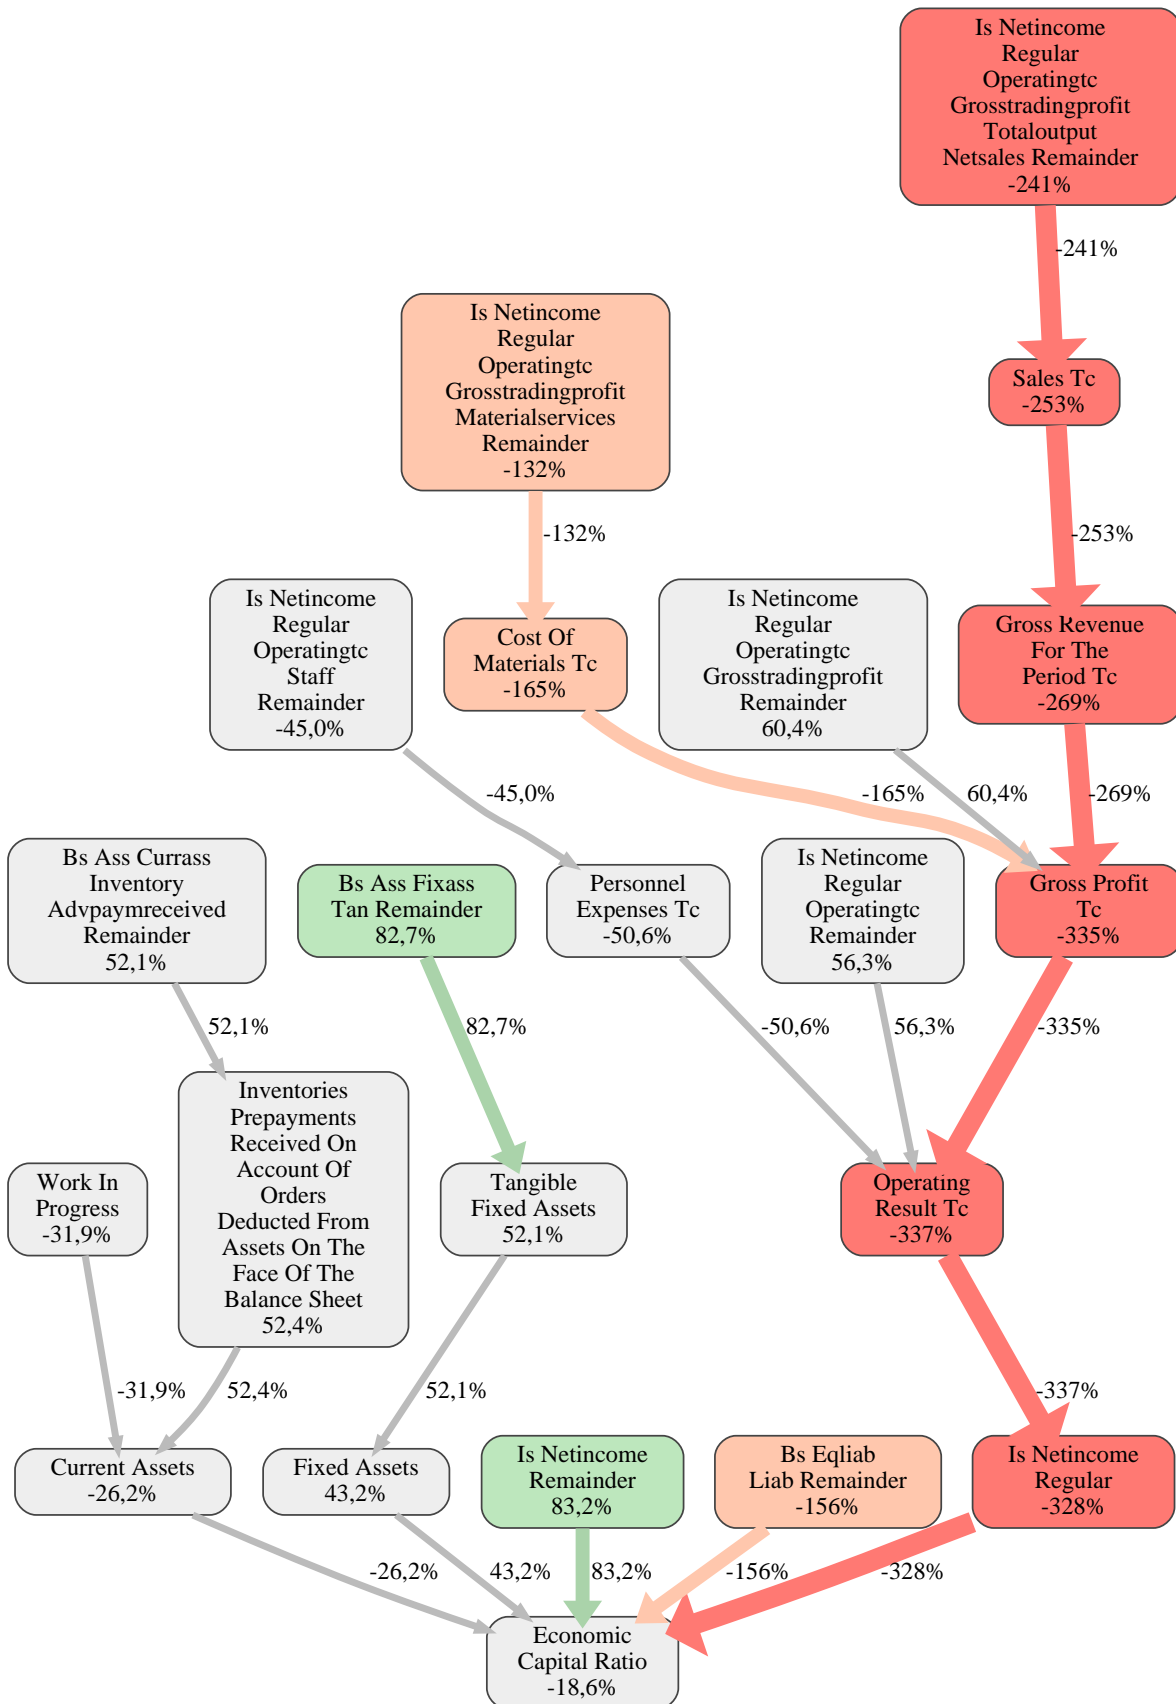 Is Netincome
Regular
Operatingtc
Grosstradingprofit
Totaloutput
Netsales Remainder
-241%
-241%
Is Netincome
Regular
Operatingtc
Grosstradingprofit
Materialservices
Remainder
-132%
Sales Tc
-253%
-132%
-253%
Is Netincome
Regular
Operatingtc
Staff
Remainder
-45,0%
Cost Of
Materials Tc
-165%
Is Netincome
Regular
Operatingtc
Grosstradingprofit
Remainder
60,4%
Gross Revenue
For The
Period Tc
-269%
-45,0%
-165%
60,4%
-269%
Bs Ass Currass
Inventory
Advpaymreceived
Remainder
52,1%
Bs Ass Fixass
Tan Remainder
82,7%
Personnel
Expenses Tc
-50,6%
Is Netincome
Regular
Operatingtc
Remainder
56,3%
Gross Profit
Tc
-335%
52,1%
82,7%
-50,6%
56,3%
-335%
Work In
Progress
-31,9%
Inventories
Prepayments
Received On
Account Of
Orders
Deducted From
Assets On The
Face Of The
Balance Sheet
52,4%
Tangible
Fixed Assets
52,1%
Operating
Result Tc
-337%
-31,9%
52,4%
52,1%
-337%
Current Assets
-26,2%
Fixed Assets
43,2%
Is Netincome
Remainder
83,2%
Bs Eqliab
Liab Remainder
-156%
Is Netincome
Regular
-328%
-26,2%
43,2%
83,2%
-156%
-328%
Economic
Capital Ratio
-18,6%